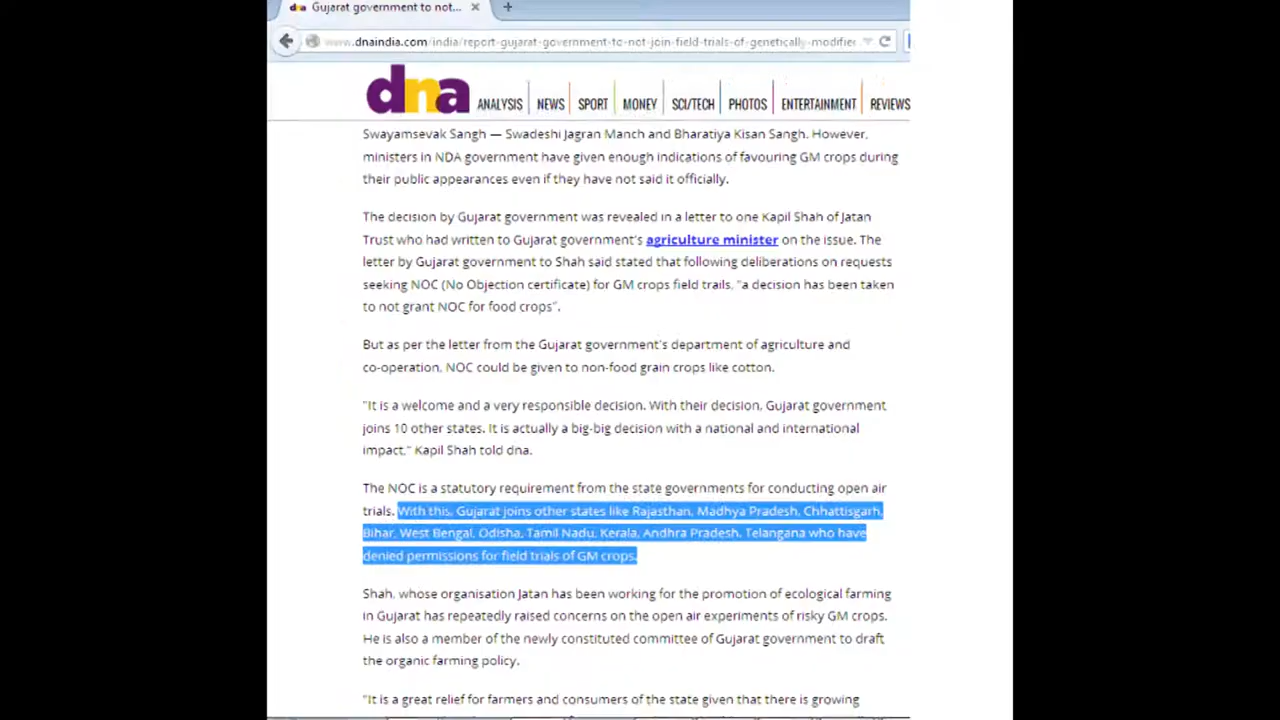 dna Gujarat government to not... × +
www.dnaindia.com/india/report-gujarat-government-to-not-join-field-trials-of-genetically-modifie
dna ANALYSIS NEWS SPORT MONEY SCI/TECH PHOTOS ENTERTAINMENT REVIEWS
Swayamsevak Sangh — Swadeshi Jagran Manch and Bharatiya Kisan Sangh. However,
ministers in NDA government have given enough indications of favouring GM crops during
their public appearances even if they have not said it officially.
The decision by Gujarat government was revealed in a letter to one Kapil Shah of Jatan
Trust who had written to Gujarat government's agriculture minister on the issue. The
letter by Gujarat government to Shah said stated that following deliberations on requests
seeking NOC (No Objection certificate) for GM crops field trails, "a decision has been taken
to not grant NOC for food crops".
But as per the letter from the Gujarat government's department of agriculture and
co-operation, NOC could be given to non-food grain crops like cotton.
"It is a welcome and a very responsible decision. With their decision, Gujarat government
joins 10 other states. It is actually a big-big decision with a national and international
impact," Kapil Shah told dna.
The NOC is a statutory requirement from the state governments for conducting open air
trials. With this, Gujarat joins other states like Rajasthan, Madhya Pradesh, Chhattisgarh,
Bihar, West Bengal, Odisha, Tamil Nadu, Kerala, Andhra Pradesh, Telangana who have
denied permissions for field trials of GM crops.
Shah, whose organisation Jatan has been working for the promotion of ecological farming
in Gujarat has repeatedly raised concerns on the open air experiments of risky GM crops.
He is also a member of the newly constituted committee of Gujarat government to draft
the organic farming policy.
"It is a great relief for farmers and consumers of the state given that there is growing